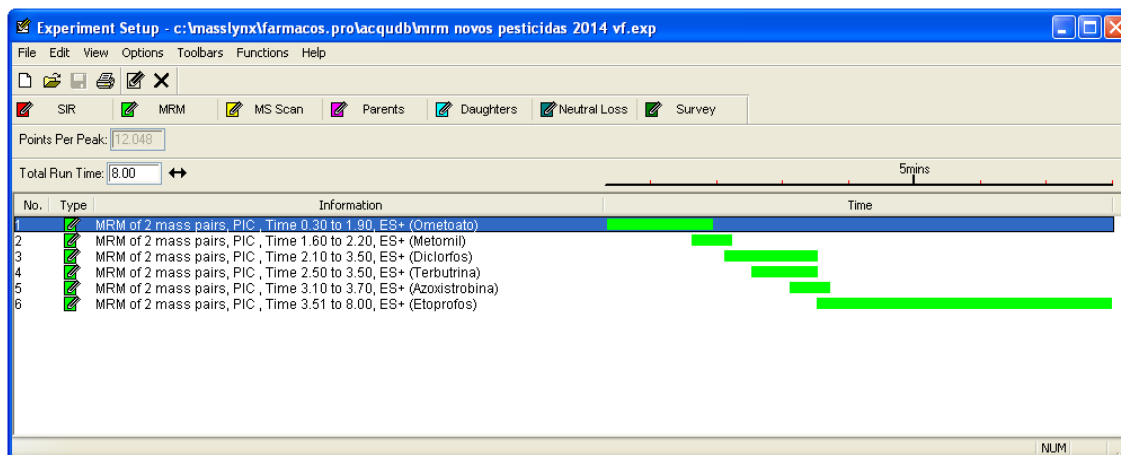 Experiment Setup - c:\masslynx\farmacos.pro\acqudb\mrm novos pesticidas 2014 vf.exp
File Edit View Options Toolbars Functions Help
SIR MRM MS Scan Parents Daughters Neutral Loss Survey
Points Per Peak: 12.048
Total Run Time: 8.00 5mins
No. Type Information Time
1 MRM of 2 mass pairs, PIC , Time 0.30 to 1.90, ES+ (Ometoato)
2 MRM of 2 mass pairs, PIC , Time 1.60 to 2.20, ES+ (Metomil)
3 MRM of 2 mass pairs, PIC , Time 2.10 to 3.50, ES+ (Diclorfos)
4 MRM of 2 mass pairs, PIC , Time 2.50 to 3.50, ES+ (Terbutrina)
5 MRM of 2 mass pairs, PIC , Time 3.10 to 3.70, ES+ (Azoxistrobina)
6 MRM of 2 mass pairs, PIC , Time 3.51 to 8.00, ES+ (Etoprofos)
NUM